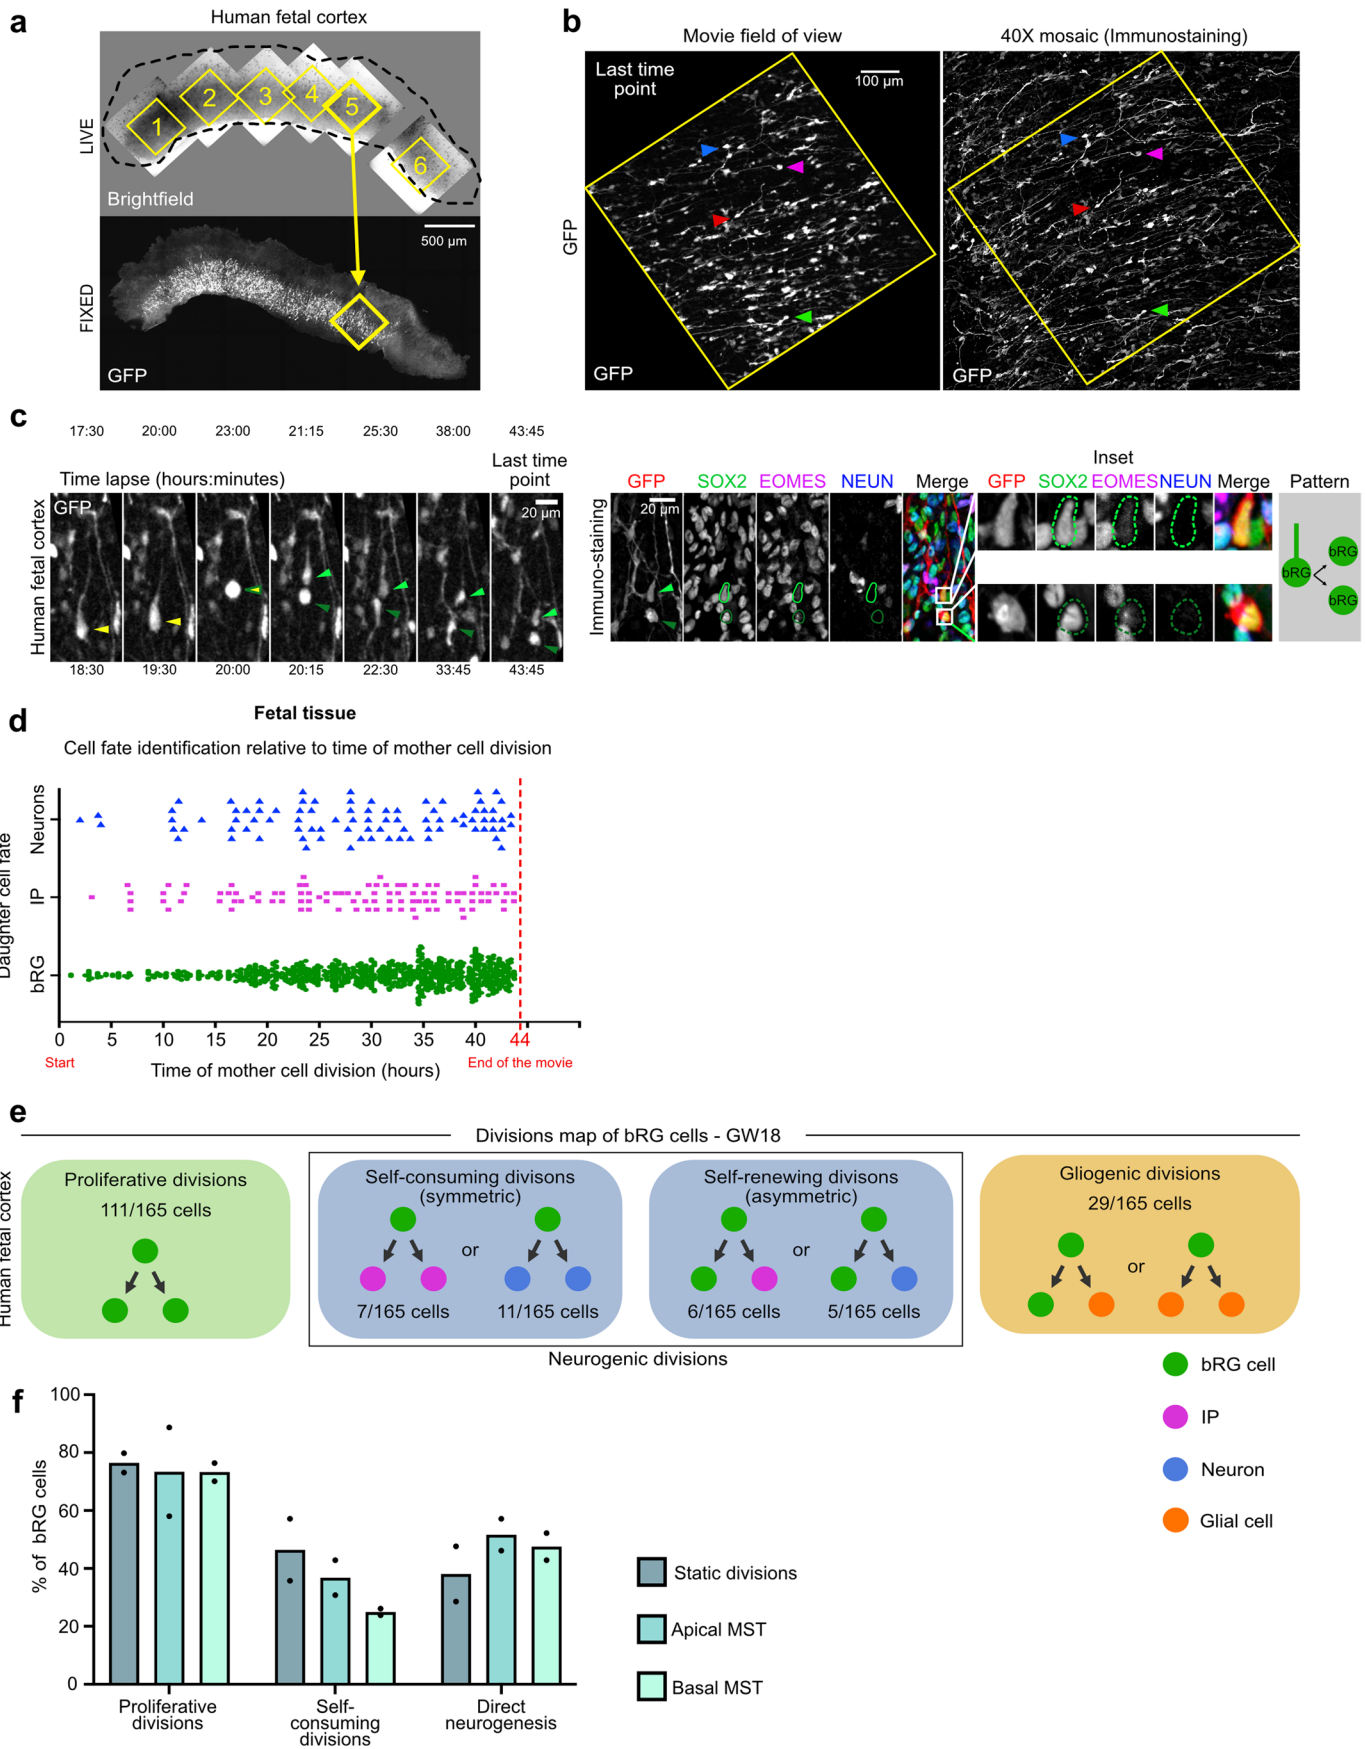 a
Human fetal cortex
LIVE
1
2
3
4
5
6
Brightfield
500 µm
FIXED
GFP
b
Movie field of view
40X mosaic (Immunostaining)
Last time
point
100 µm
GFP
GFP
GFP
c
17:30 20:00 23:00 21:15 25:30 38:00 43:45
Time lapse (hours:minutes)
Last time
point
GFP
20 µm
Human fetal cortex
18:30 19:30 20:00 20:15 22:30 33:45 43:45
Inset
GFP SOX2 EOMES NEUN Merge GFP SOX2 EOMES NEUN Merge Pattern
20 µm
Immuno-staining
bRG
bRG
bRG
d
Fetal tissue
Cell fate identification relative to time of mother cell division
Daughter cell fate
Neurons
IP
bRG
0 5 10 15 20 25 30 35 40 44
Start
Time of mother cell division (hours)
End of the movie
e
Divisions map of bRG cells - GW18
Human fetal cortex
Proliferative divisions
111/165 cells
Self-consuming divisons
(symmetric)
or
7/165 cells 11/165 cells
Self-renewing divisons
(asymmetric)
or
6/165 cells 5/165 cells
Neurogenic divisions
Gliogenic divisions
29/165 cells
or
bRG cell
IP
Neuron
Glial cell
f
% of bRG cells
100
80
60
40
20
0
Proliferative
divisions
Self-
consuming
divisions
Direct
neurogenesis
Static divisions
Apical MST
Basal MST